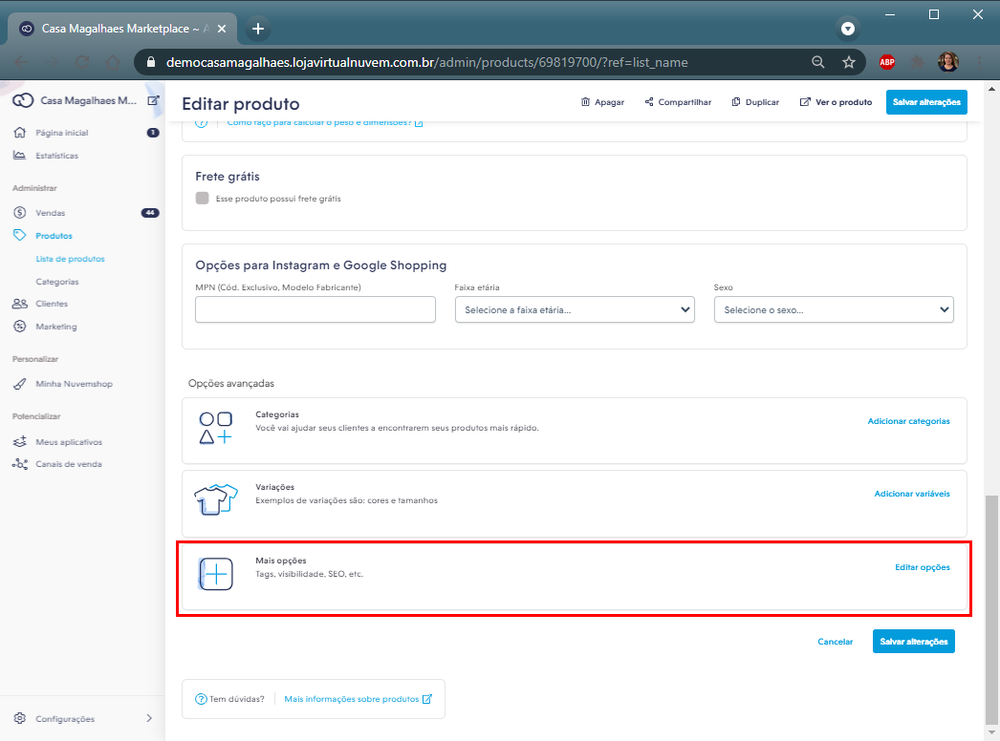 Casa Magalhaes Marketplace ~ A
democasamagalhaes.lojavirtualnuvem.com.br/admin/products/69819700/?ref=list_name
ABP
Casa Magalhaes M...
Página inicial
1
Estatísticas
Administrar
Vendas
44
Produtos
Lista de produtos
Categorias
Clientes
Marketing
Personalizar
Minha Nuvemshop
Potencializar
Meus aplicativos
Canais de venda
Configurações
Editar produto
Apagar
Compartilhar
Duplicar
Ver o produto
Salvar alterações
Como faço para calcular o peso e dimensões?
Frete grátis
Esse produto possui frete grátis
Opções para Instagram e Google Shopping
MPN (Cód. Exclusivo, Modelo Fabricante)
Faixa etária
Sexo
Selecione a faixa etária...
Selecione o sexo...
Opções avançadas
Categorias
Você vai ajudar seus clientes a encontrarem seus produtos mais rápido.
Adicionar categorias
Variações
Exemplos de variações são: cores e tamanhos
Adicionar variáveis
Mais opções
Tags, visibilidade, SEO, etc.
Editar opções
Cancelar
Salvar alterações
Tem dúvidas?
Mais informações sobre produtos